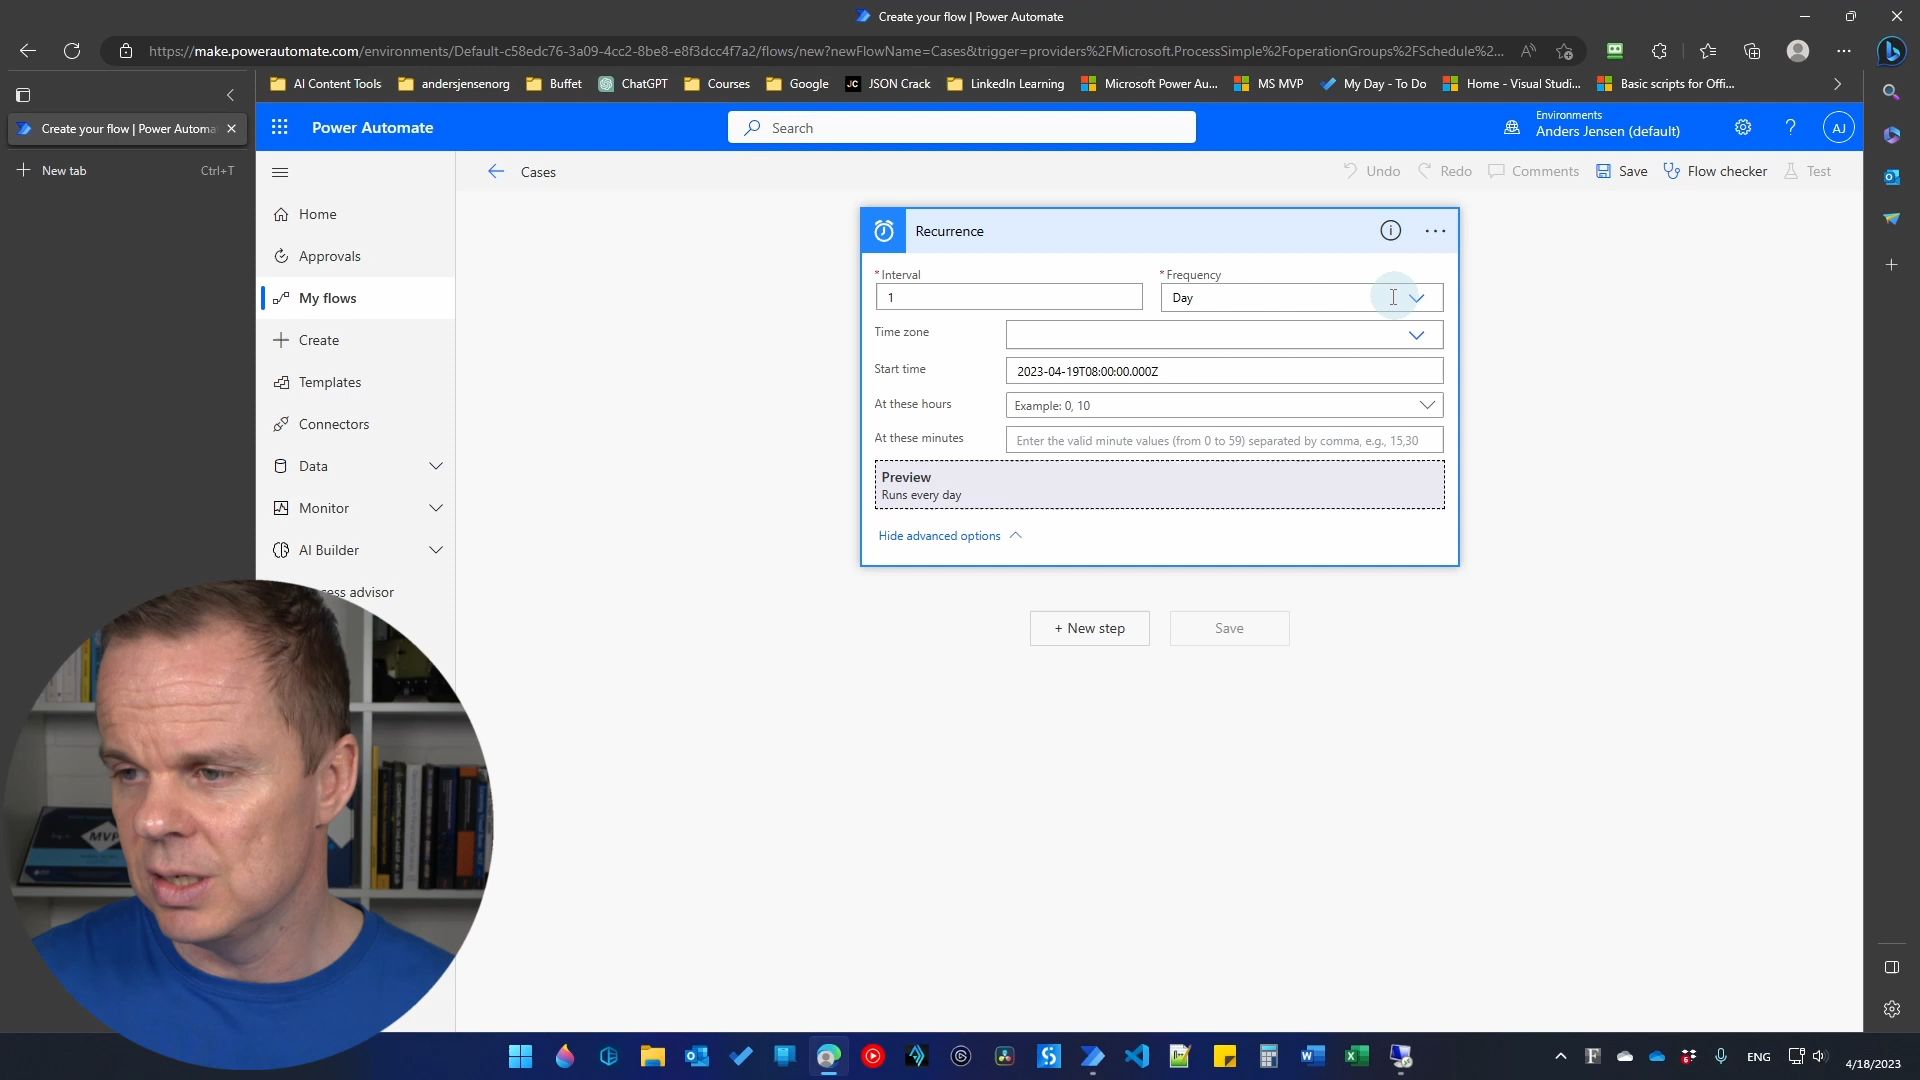 Create your flow | Power Automate
https://make.powerautomate.com/environments/Default-c58edc76-3a09-4cc2-8be8-e8f3dcc4f7a2/flows/new?newFlowName=Cases&trigger=providers%2FMicrosoft.ProcessSimple%2FoperationGroups%2FSchedule%2...
AI Content Tools
andersjensenorg
Buffet
ChatGPT
Courses
Google
JC JSON Crack
LinkedIn Learning
Microsoft Power Au...
MS MVP
My Day - To Do
Home - Visual Studi...
Basic scripts for Offi...
Create your flow | Power Automa
New tab Ctrl+T
Power Automate
Search
Environments
Anders Jensen (default)
AJ
Cases
Undo Redo Comments Save Flow checker Test
Home
Approvals
My flows
Create
Templates
Connectors
Data
Monitor
AI Builder
ess advisor
Recurrence
* Interval
1
* Frequency
Day
Time zone
Start time
2023-04-19T08:00:00.000Z
At these hours
Example: 0, 10
At these minutes
Enter the valid minute values (from 0 to 59) separated by comma, e.g., 15,30
Preview
Runs every day
Hide advanced options
+ New step
Save
MVP
ENG
4/18/2023